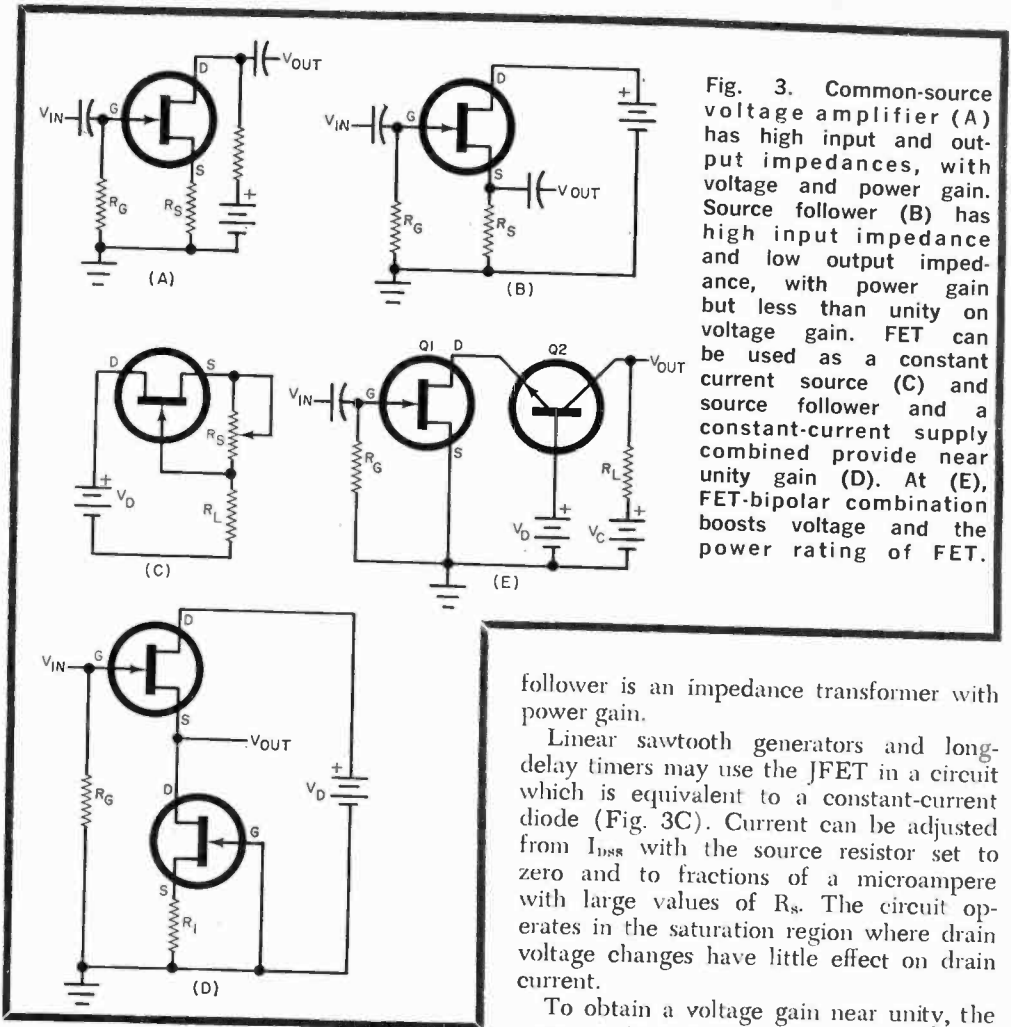 VOUT
D
VIN
G
S
RG
RS
+
(A)
D
+
VIN
G
S
VOUT
RG
RS
(B)
Fig. 3. Common-source
voltage amplifier (A)
has high input and out-
put impedances, with
voltage and power gain.
Source follower (B) has
high input impedance
and low output imped-
ance, with power gain
but less than unity on
voltage gain. FET can
be used as a constant
current source (C) and
source follower and a
constant-current supply
combined provide near
unity gain (D). At (E),
FET-bipolar combination
boosts voltage and the
power rating of FET.
D
S
RS
+
VD
RL
(C)
Q1
D
Q2
VOUT
VIN
G
S
RG
RL
+
VD
+
VC
(E)
D
VIN
G
S
VOUT
+
VD
RG
D
G
S
R1
(D)
follower is an impedance transformer with
power gain.
Linear sawtooth generators and long-
delay timers may use the JFET in a circuit
which is equivalent to a constant-current
diode (Fig. 3C). Current can be adjusted
from IDSS with the source resistor set to
zero and to fractions of a microampere
with large values of Rs. The circuit op-
erates in the saturation region where drain
voltage changes have little effect on drain
current.
To obtain a voltage gain near unity, the